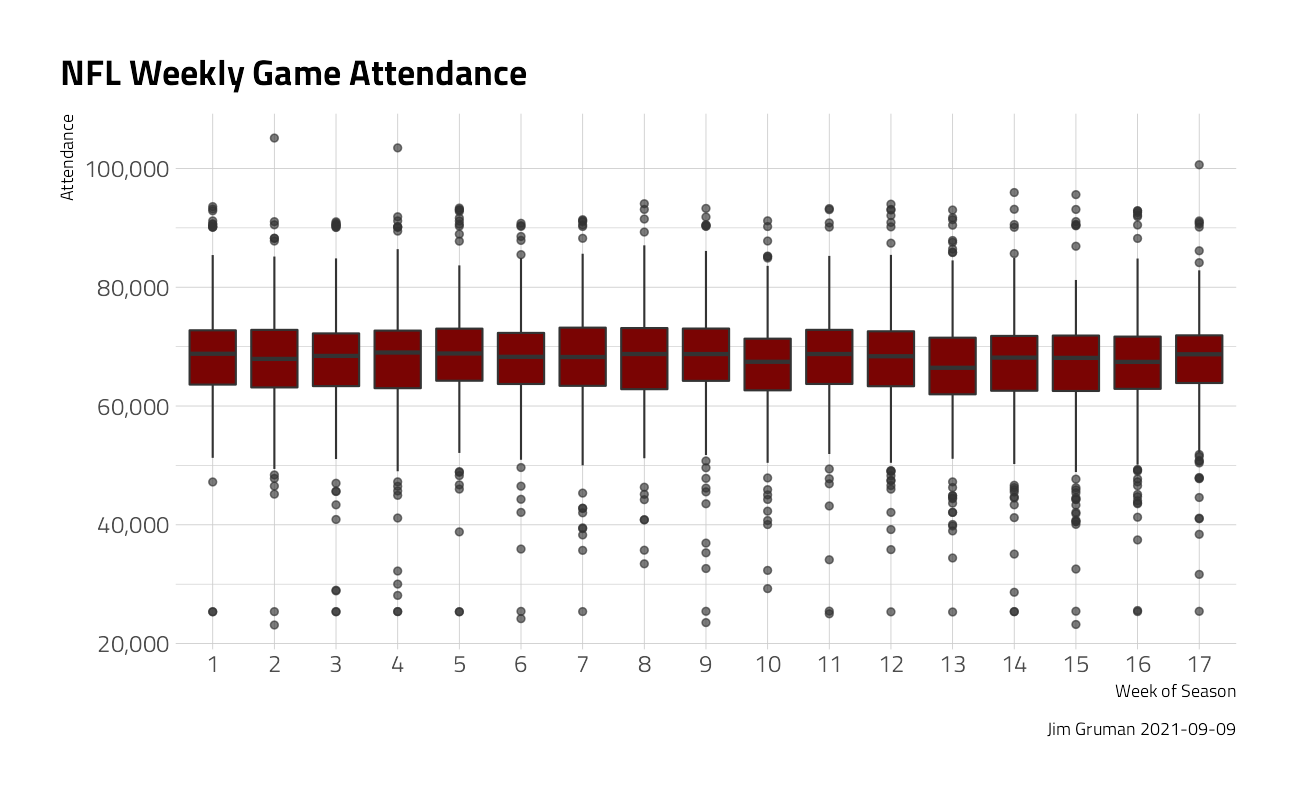 NFL Weekly Game Attendance
Attendance
100,000
80,000
60,000
40,000
20,000
1 2 3 4 5 6 7 8 9 10 11 12 13 14 15 16 17
Week of Season
Jim Gruman 2021-09-09